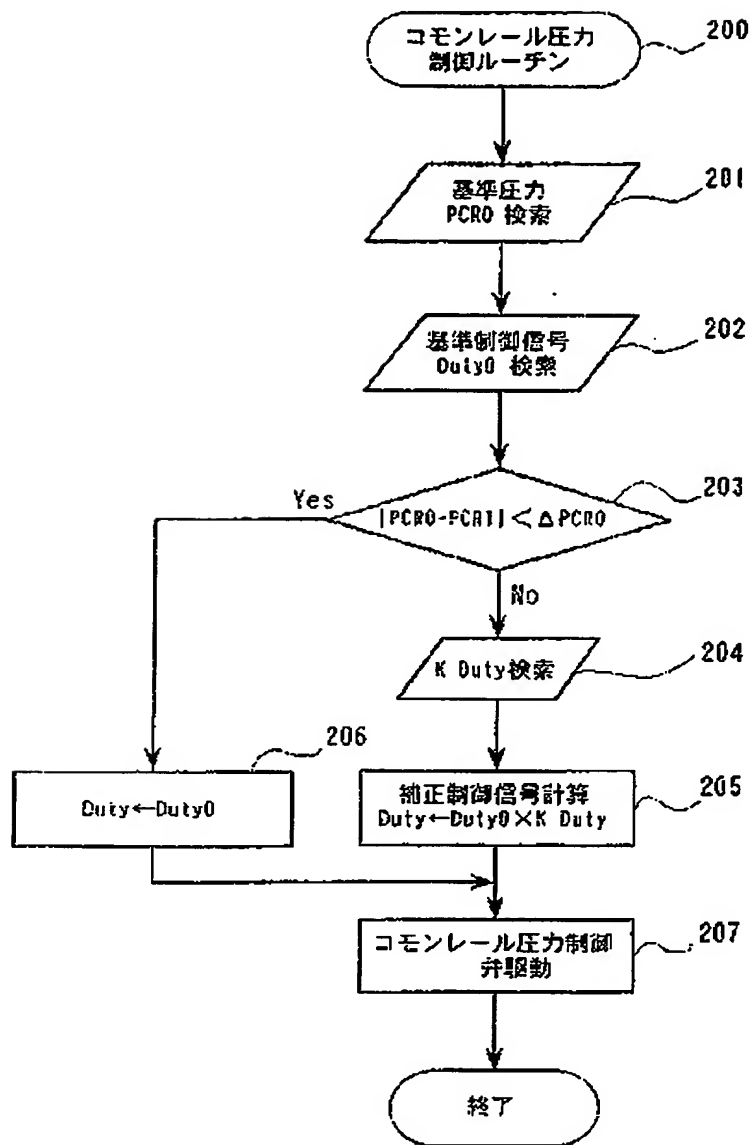 コモンレール圧力
制御ルーチン
200
基準圧力
PCR0 検索
201
基準制御信号
Duty0 検索
202
|PCR0-PCR1|<ΔPCR0
203
Yes
No
K Duty検索
204
206
Duty←Duty0
補正制御信号計算
Duty←Duty0×K Duty
205
コモンレール圧力制御
弁駆動
207
終了